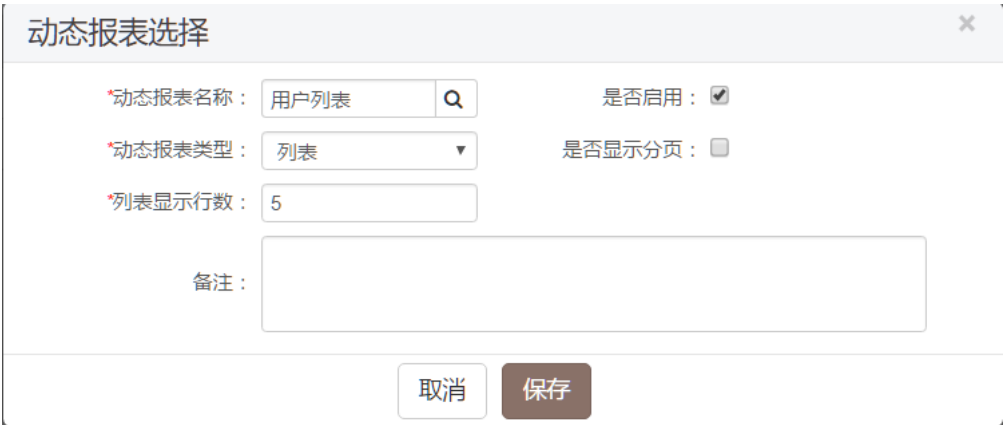 动态报表选择
*动态报表名称： 用户列表 是否启用：
*动态报表类型： 列表 是否显示分页：
*列表显示行数： 5
备注：
取消 保存